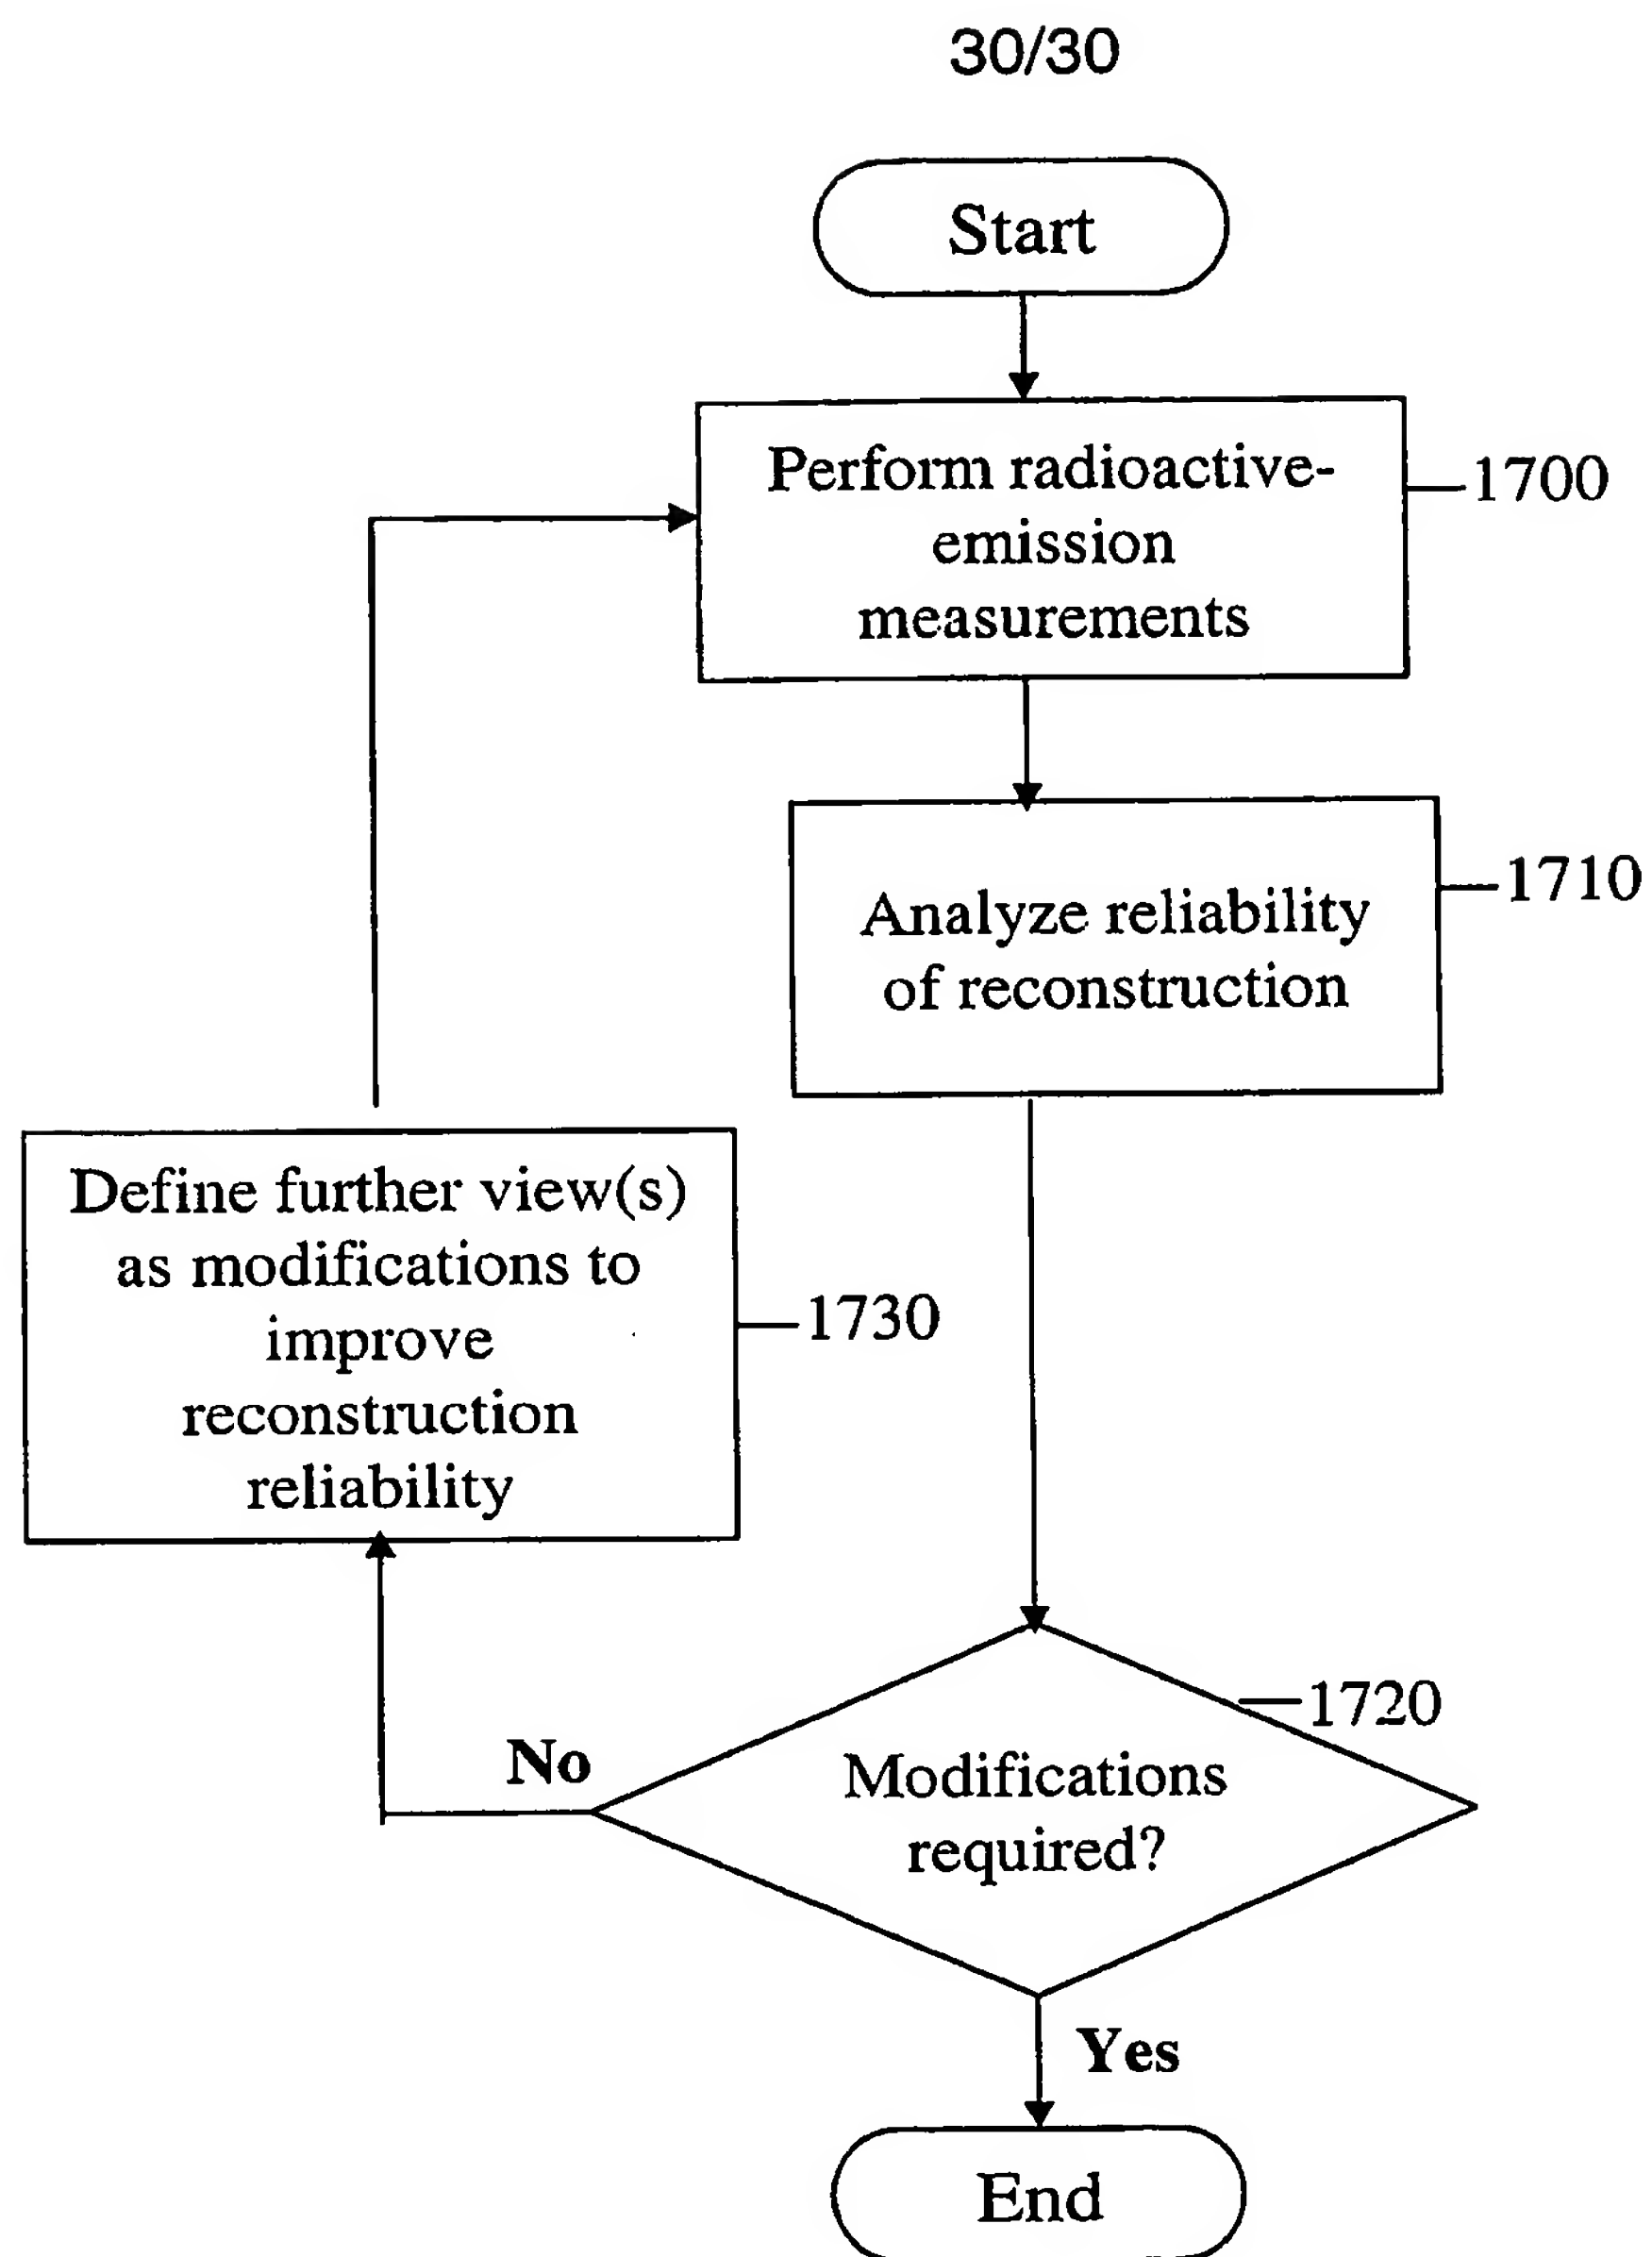 30/30
Start
Perform radioactive-
emission
measurements
1700
Analyze reliability
of reconstruction
1710
Define further view(s)
as modifications to
improve
reconstruction
reliability
1730
1720
Modifications
required?
No
Yes
End